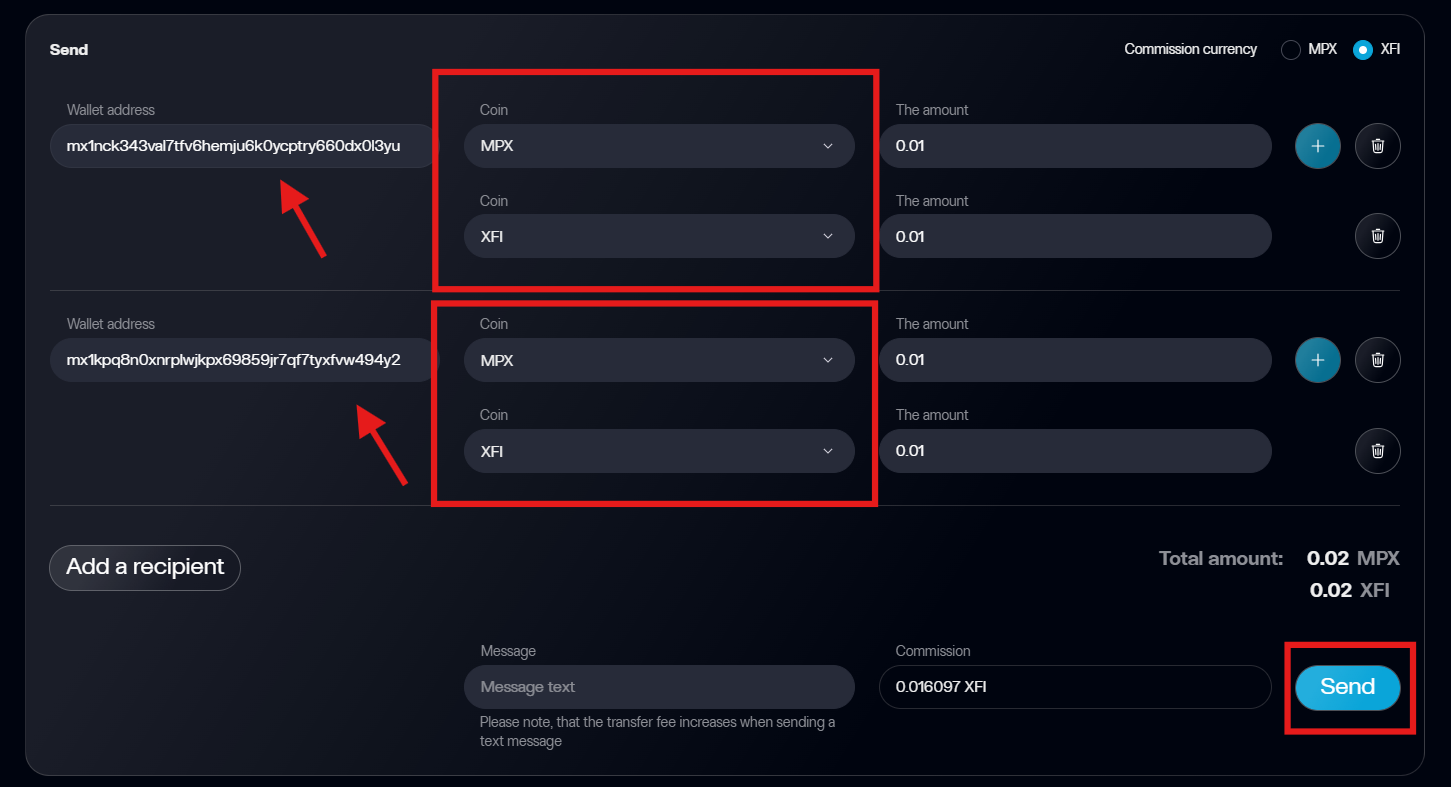 Send
Commission currency MPX XFI
Wallet address Coin The amount
mx1nck343val7tfv6hemju6k0ycptry660dx0l3yu MPX 0.01
Coin The amount
XFI 0.01
Wallet address Coin The amount
mx1kpq8n0xnrplwjkpx69859jr7qf7tyxfvw494y2 MPX 0.01
Coin The amount
XFI 0.01
Add a recipient
Total amount: 0.02 MPX
0.02 XFI
Message Commission
Message text 0.016097 XFI Send
Please note, that the transfer fee increases when sending a
text message